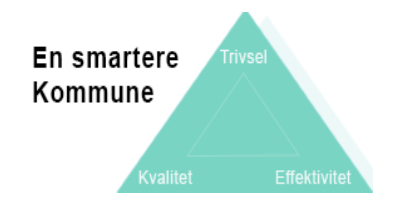 En smartere
Kommune
Trivsel
Kvalitet
Effektivitet